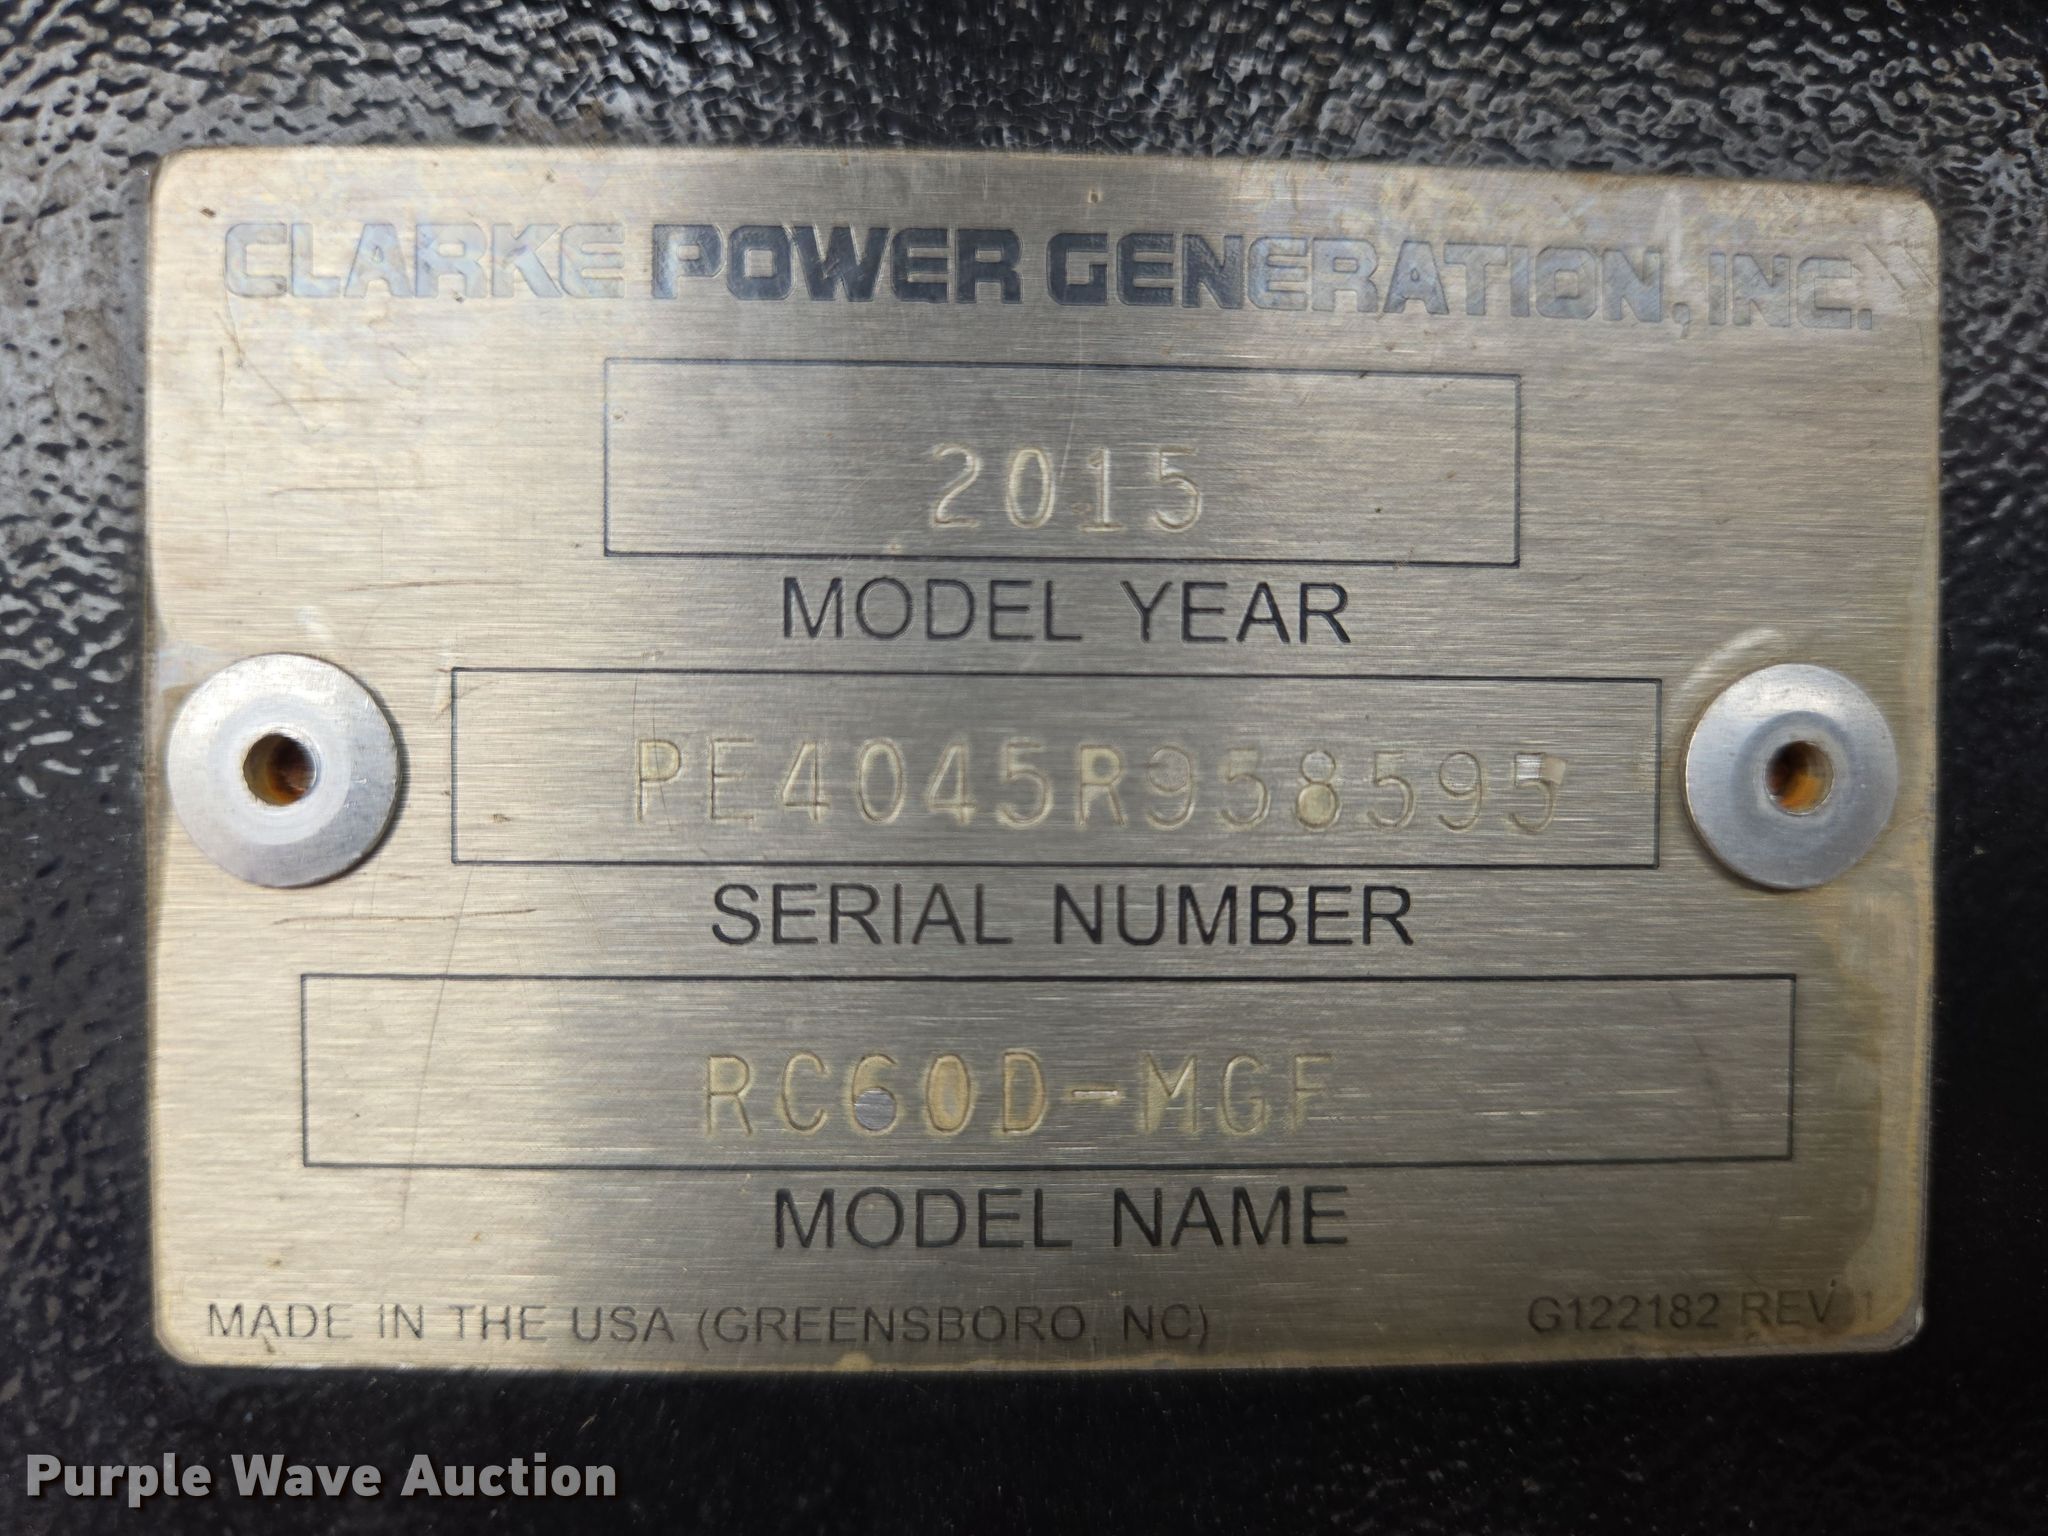 CLARKE POWER GENERATION, INC.
2015
MODEL YEAR
PE4045R958595
SERIAL NUMBER
RC60D-MGF
MODEL NAME
MADE IN THE USA (GREENSBORO, NC)
G122182 REV 1
Purple Wave Auction